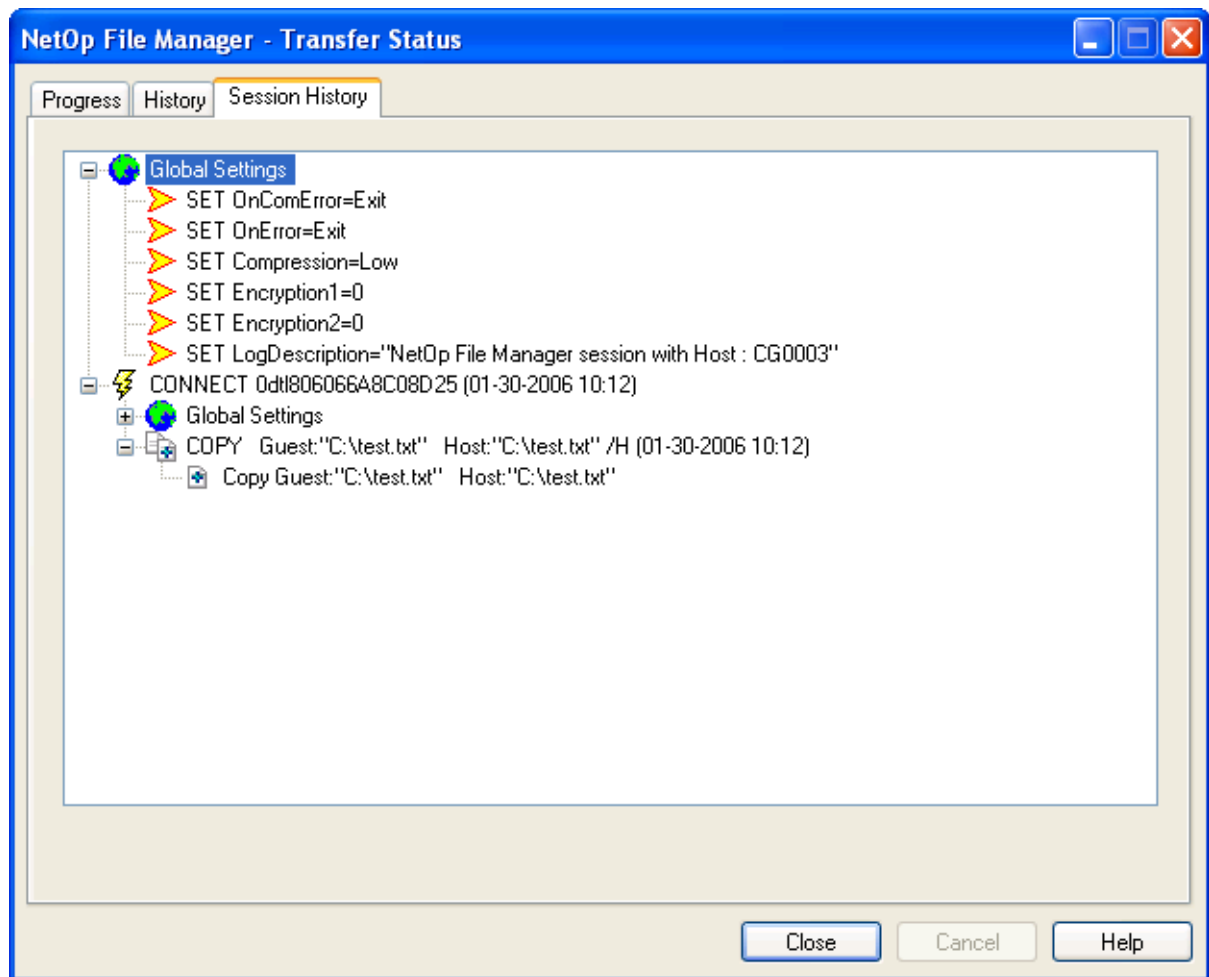 NetOp File Manager - Transfer Status
Progress History Session History
Global Settings
SET OnComError=Exit
SET OnError=Exit
SET Compression=Low
SET Encryption1=0
SET Encryption2=0
SET LogDescription="NetOp File Manager session with Host : CG0003"
CONNECT 0dtl806066A8C08D25 (01-30-2006 10:12)
Global Settings
COPY Guest:"C:\test.txt" Host:"C:\test.txt" /H (01-30-2006 10:12)
Copy Guest:"C:\test.txt" Host:"C:\test.txt"
Close Cancel Help